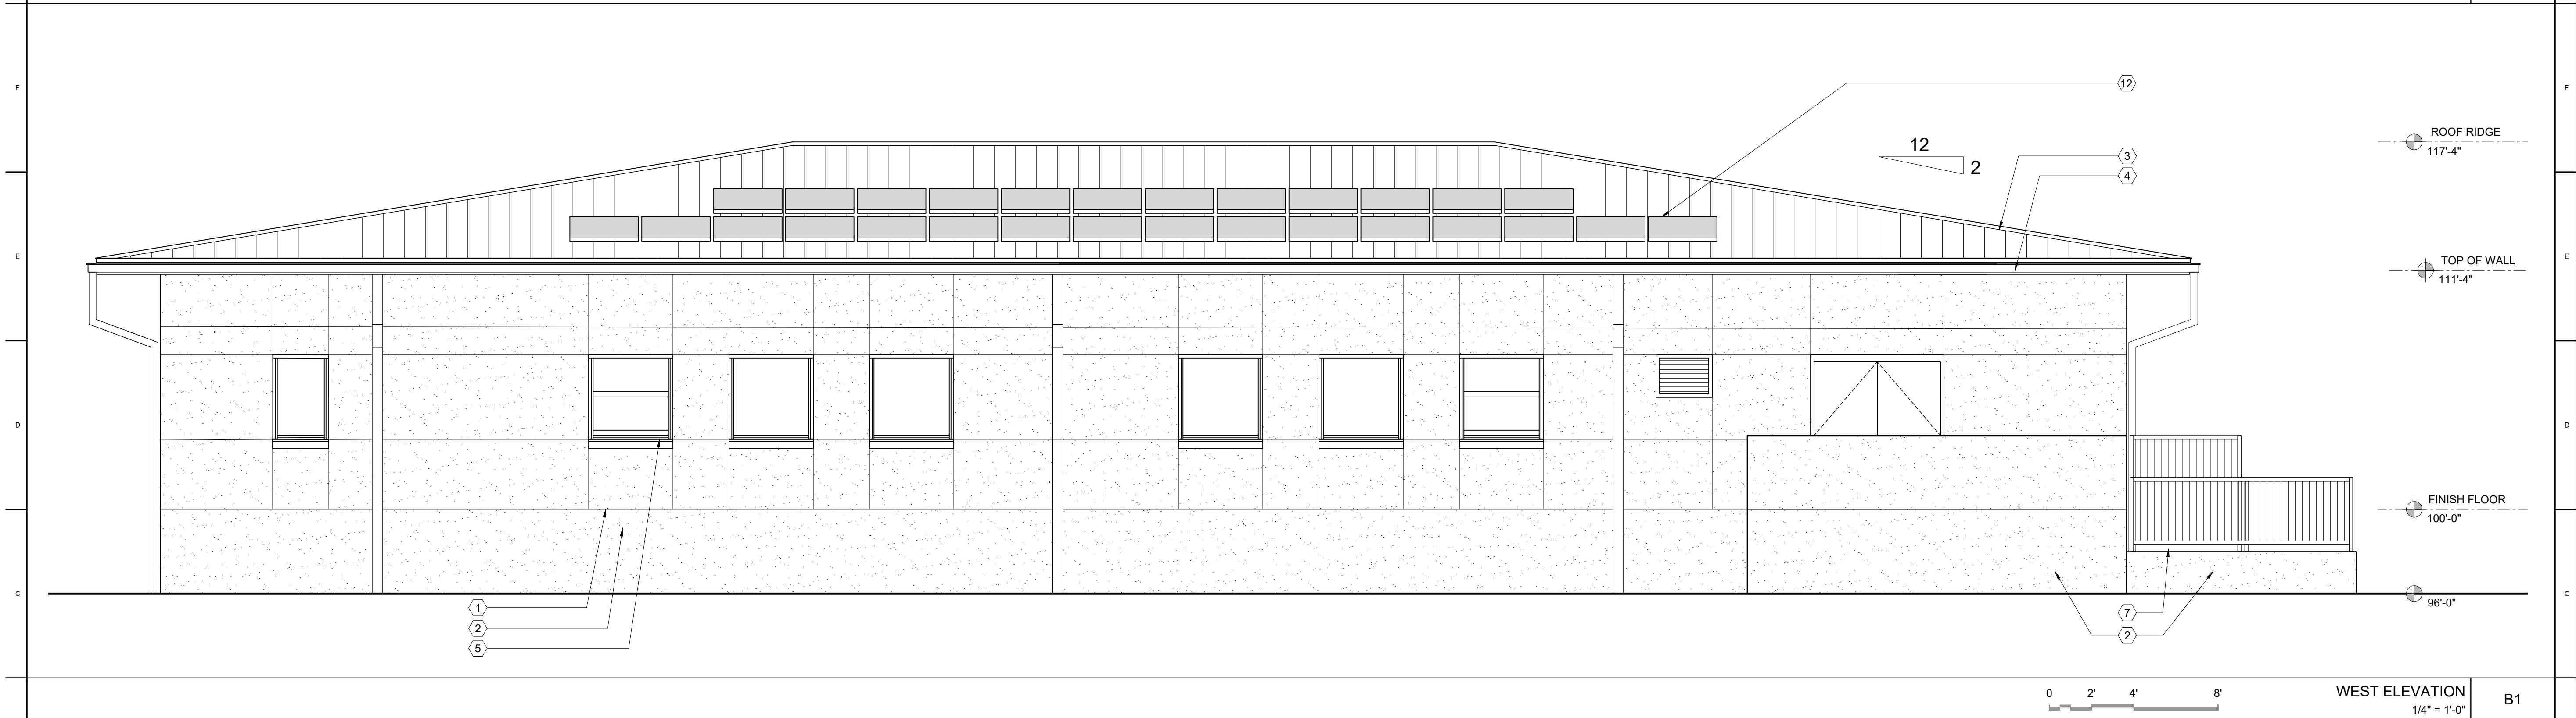 F
F
12
ROOF RIDGE
117'-4"
12
2
3
4
E
E
TOP OF WALL
111'-4"
D
D
FINISH FLOOR
100'-0"
C
C
96'-0"
1
2
5
7
2
0 2' 4' 8'
WEST ELEVATION
1/4" = 1'-0"
B1